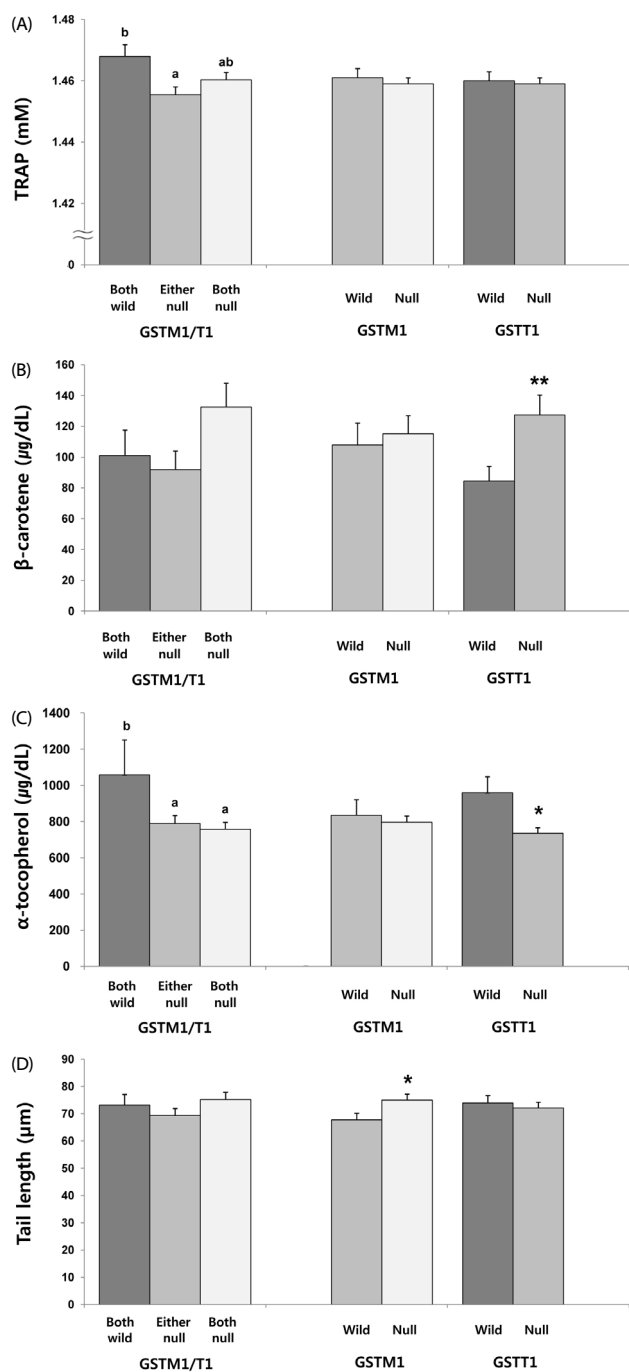 (A)
TRAP (mM)
1.48
1.46
1.44
1.42
0
b
a
ab
Both wild
Either null
Both null
GSTM1/T1
Wild
Null
GSTM1
Wild
Null
GSTT1
(B)
β-carotene (μg/dL)
160
140
120
100
80
60
40
20
0
**
Both wild
Either null
Both null
GSTM1/T1
Wild
Null
GSTM1
Wild
Null
GSTT1
(C)
α-tocopherol (μg/dL)
1400
1200
1000
800
600
400
200
0
b
a
a
*
Both wild
Either null
Both null
GSTM1/T1
Wild
Null
GSTM1
Wild
Null
GSTT1
(D)
Tail length (μm)
90
80
70
60
50
40
30
20
10
0
*
Both wild
Either null
Both null
GSTM1/T1
Wild
Null
GSTM1
Wild
Null
GSTT1